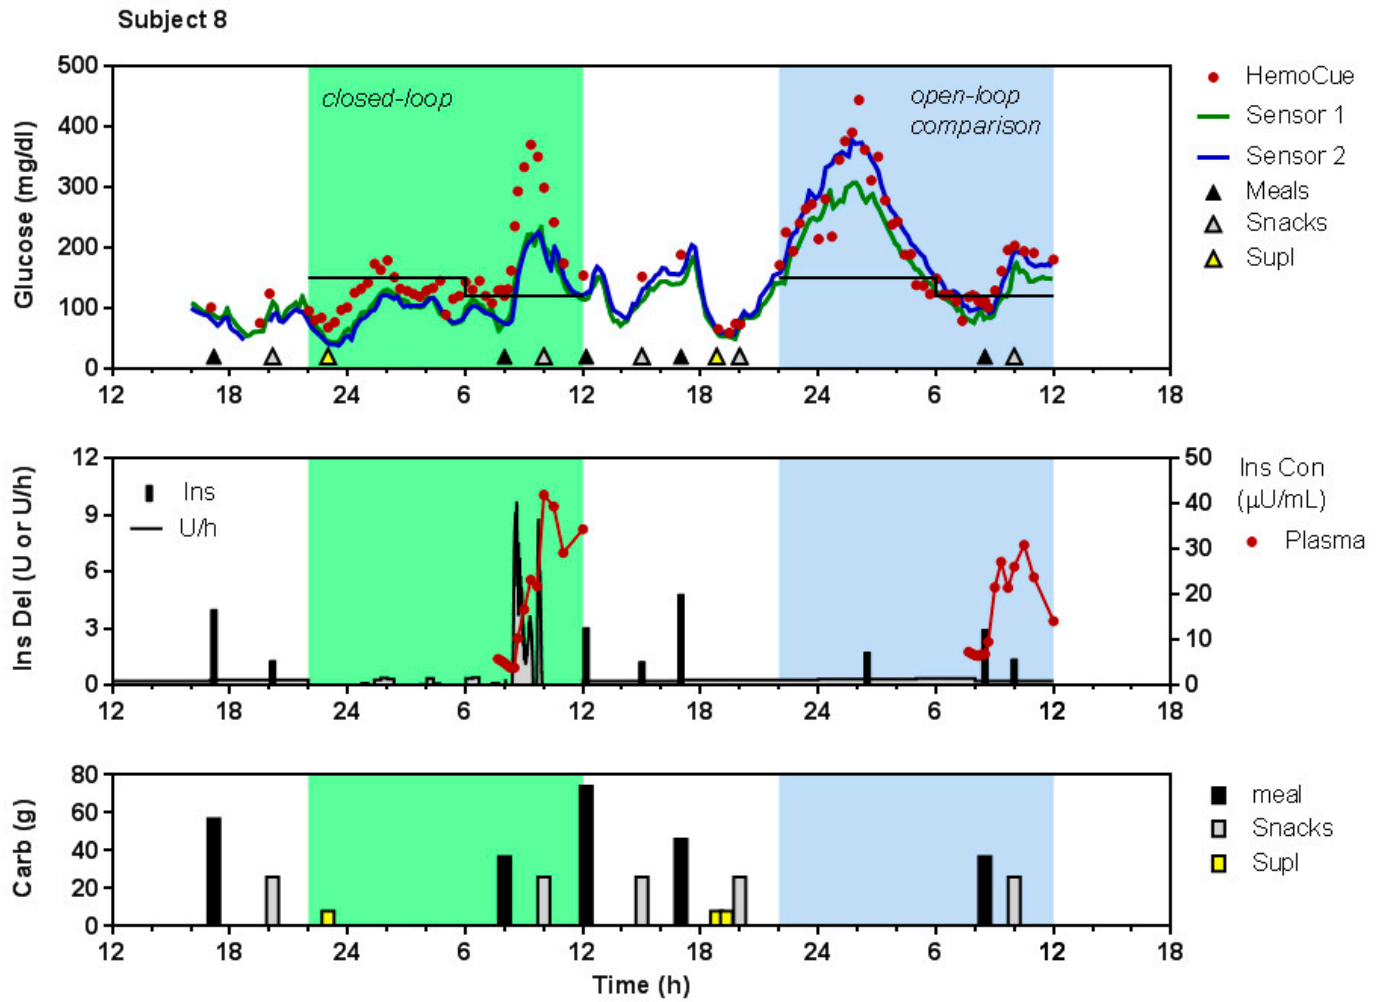 Subject 8
500
400
300
200
100
0
Glucose (mg/dl)
closed-loop
open-loop
comparison
HemoCue
Sensor 1
Sensor 2
Meals
Snacks
Supl
12 18 24 6 12 18 24 6 12 18
12
9
6
3
0
Ins Del (U or U/h)
Ins
U/h
50
40
30
20
10
0
Ins Con
(µU/mL)
Plasma
12 18 24 6 12 18 24 6 12
80
60
40
20
0
Carb (g)
meal
Snacks
Supl
12 18 24 6 12 18 24 6 12 18
Time (h)